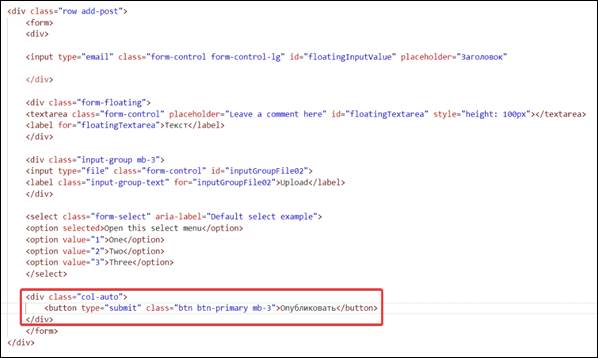 <div class="row add-post">
<form>
<div>
<input type="email" class="form-control form-control-lg" id="floatingInputValue" placeholder="Заголовок"
</div>
<div class="form-floating">
<textarea class="form-control" placeholder="Leave a comment here" id="floatingTextarea" style="height: 100px"></textarea>
<label for="floatingTextarea">Текст</label>
</div>
<div class="input-group mb-3">
<input type="file" class="form-control" id="inputGroupFile02">
<label class="input-group-text" for="inputGroupFile02">Upload</label>
</div>
<select class="form-select" aria-label="Default select example">
<option selected>Open this select menu</option>
<option value="1">One</option>
<option value="2">Two</option>
<option value="3">Three</option>
</select>
<div class="col-auto">
<button type="submit" class="btn btn-primary mb-3">Опубликовать</button>
</div>
</form>
</div>